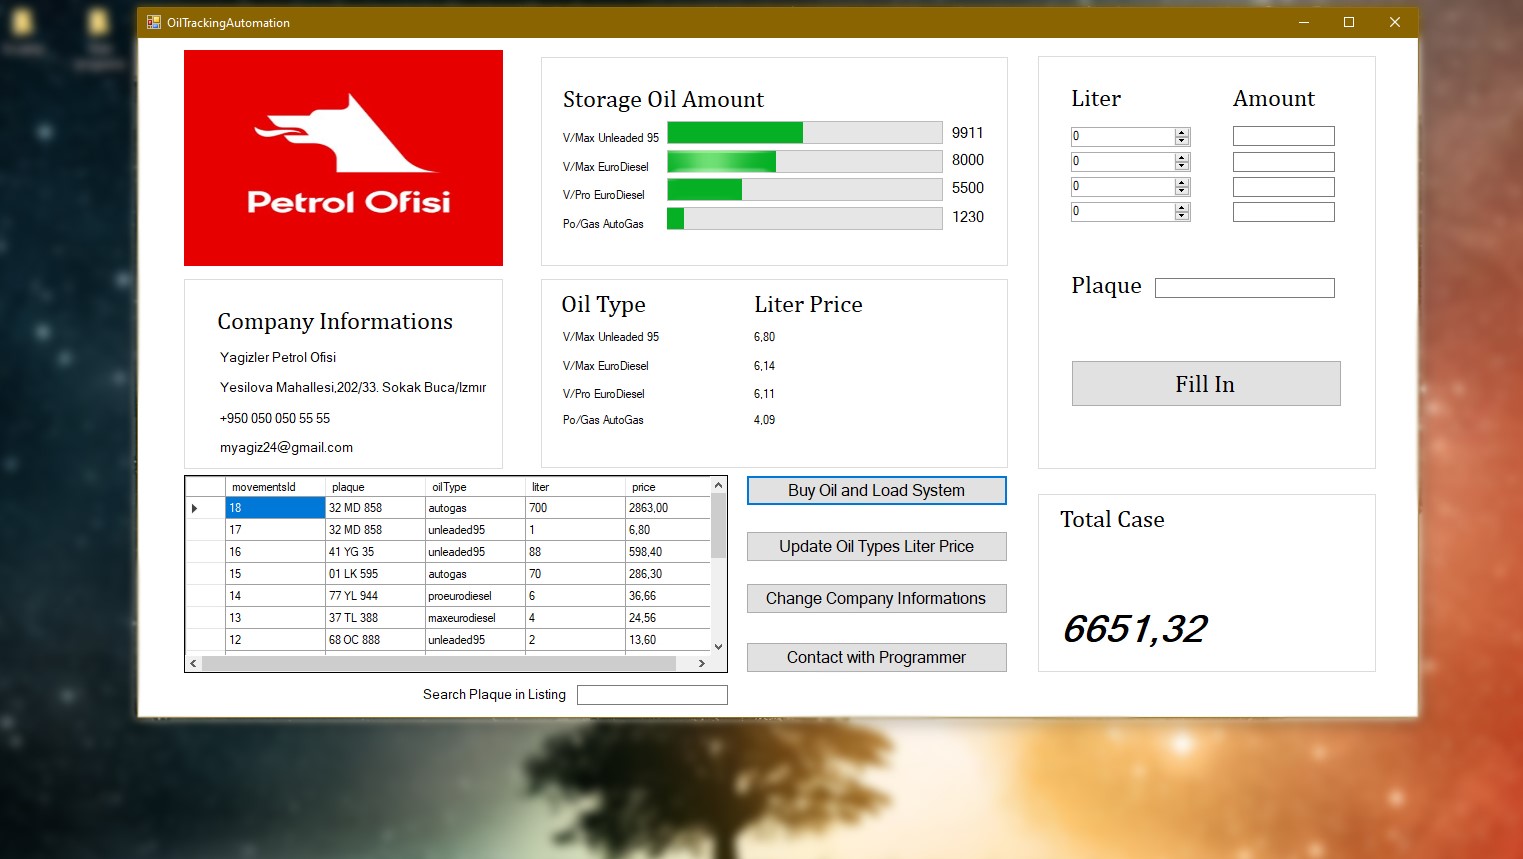 OilTrackingAutomation
Petrol Ofisi
Storage Oil Amount
V/Max Unleaded 95 9911
V/Max EuroDiesel 8000
V/Pro EuroDiesel 5500
Po/Gas AutoGas 1230
Liter Amount
0
0
0
0
Plaque
Fill In
Company Informations
Yagizler Petrol Ofisi
Yesilova Mahallesi,202/33. Sokak Buca/Izmir
+950 050 050 55 55
myagiz24@gmail.com
Oil Type Liter Price
V/Max Unleaded 95 6,80
V/Max EuroDiesel 6,14
V/Pro EuroDiesel 6,11
Po/Gas AutoGas 4,09
movementsId plaque oilType liter price
18 32 MD 858 autogas 700 2863,00
17 32 MD 858 unleaded95 1 6,80
16 41 YG 35 unleaded95 88 598,40
15 01 LK 595 autogas 70 286,30
14 77 YL 944 proeurodiesel 6 36,66
13 37 TL 388 maxeurodiesel 4 24,56
12 68 OC 888 unleaded95 2 13,60
Search Plaque in Listing
Buy Oil and Load System
Update Oil Types Liter Price
Change Company Informations
Contact with Programmer
Total Case
6651,32